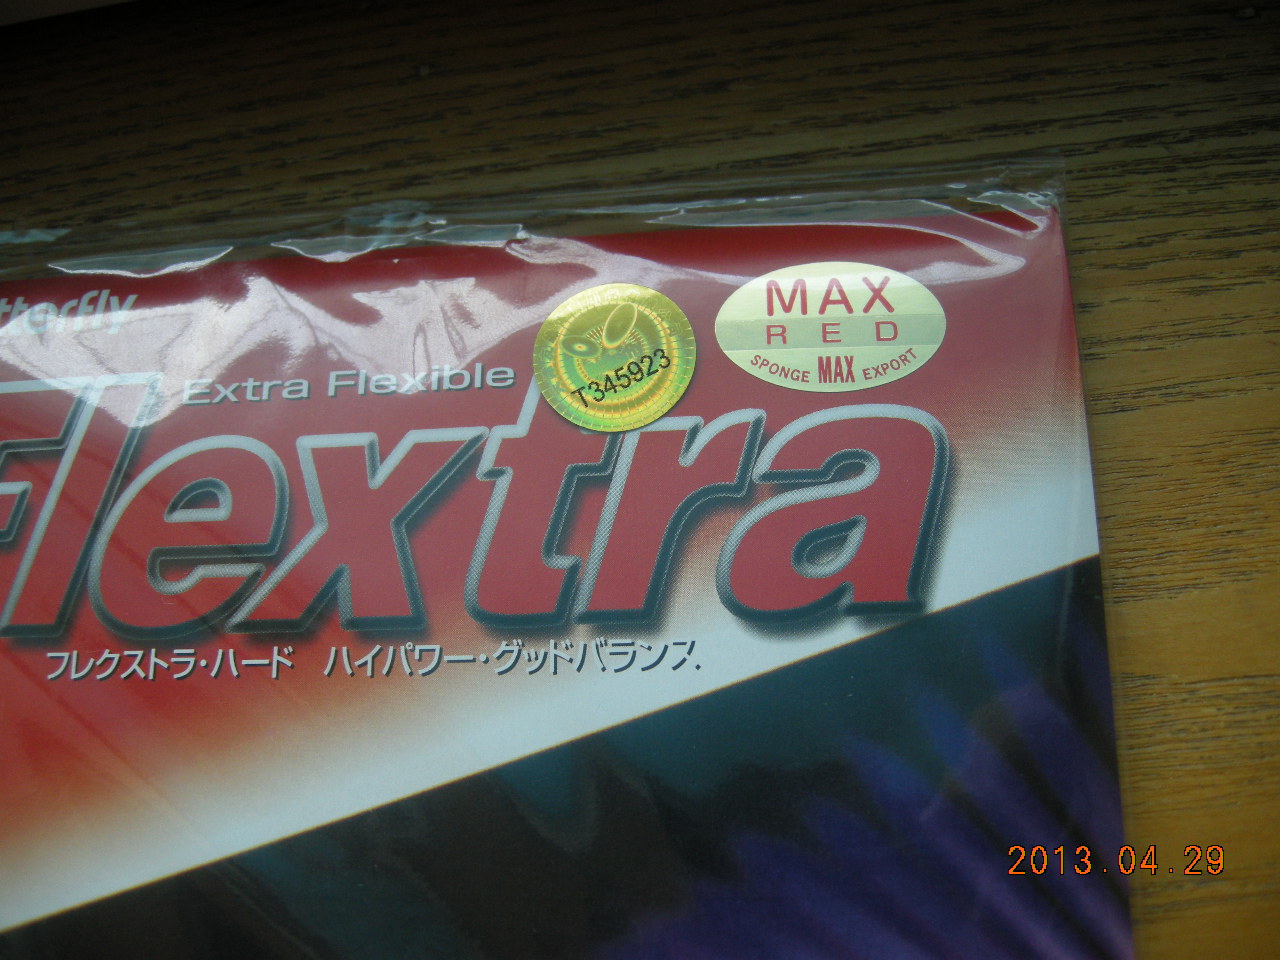 tterfly
Extra Flexible
Flextra
フレクストラ・ハード ハイパワー・グッドバランス.
T345923
MAX
RED
SPONGE MAX EXPORT
2013.04.29